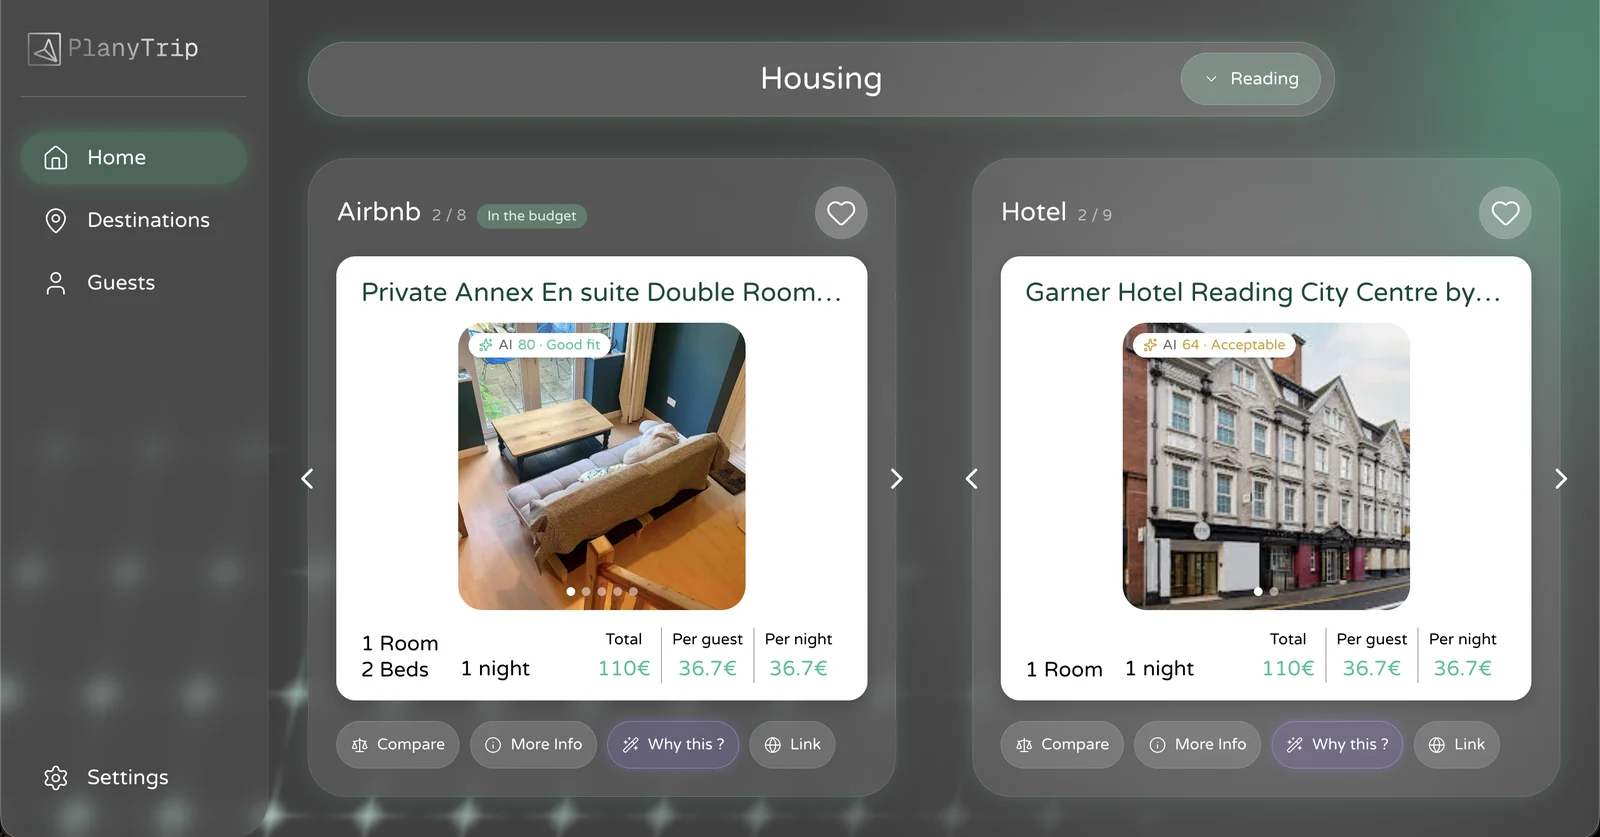 PlanyTrip
Home
Destinations
Guests
Settings
Housing
Reading
Airbnb 2 / 8 In the budget
Private Annex En suite Double Room...
AI 80 · Good fit
1 Room
2 Beds
1 night
Total
110€
Per guest
36.7€
Per night
36.7€
Compare
More Info
Why this ?
Link
Hotel 2 / 9
Garner Hotel Reading City Centre by...
AI 64 · Acceptable
1 Room
1 night
Total
110€
Per guest
36.7€
Per night
36.7€
Compare
More Info
Why this ?
Link